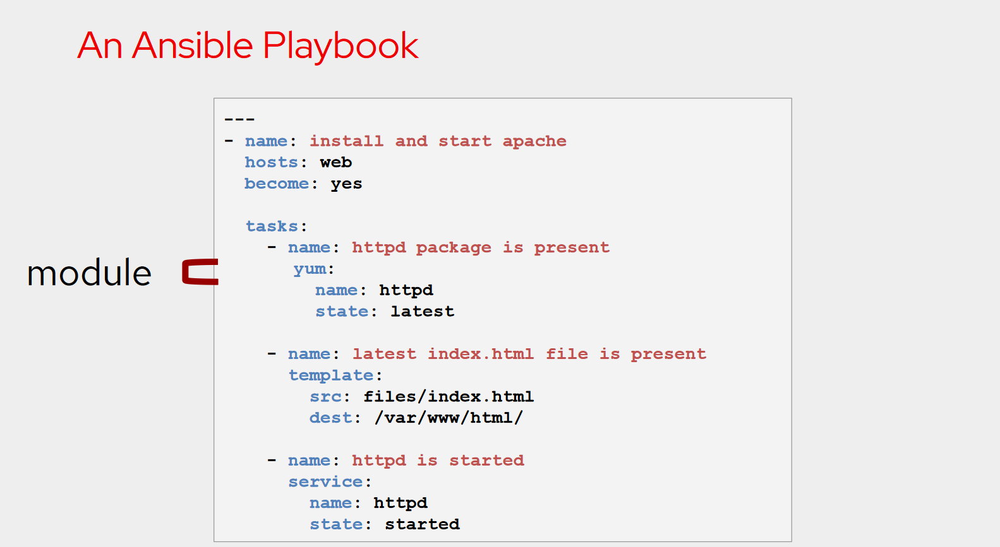 An Ansible Playbook
---
- name: install and start apache
  hosts: web
  become: yes
  tasks:
    - name: httpd package is present
module
      yum:
        name: httpd
        state: latest
    - name: latest index.html file is present
      template:
        src: files/index.html
        dest: /var/www/html/
    - name: httpd is started
      service:
        name: httpd
        state: started